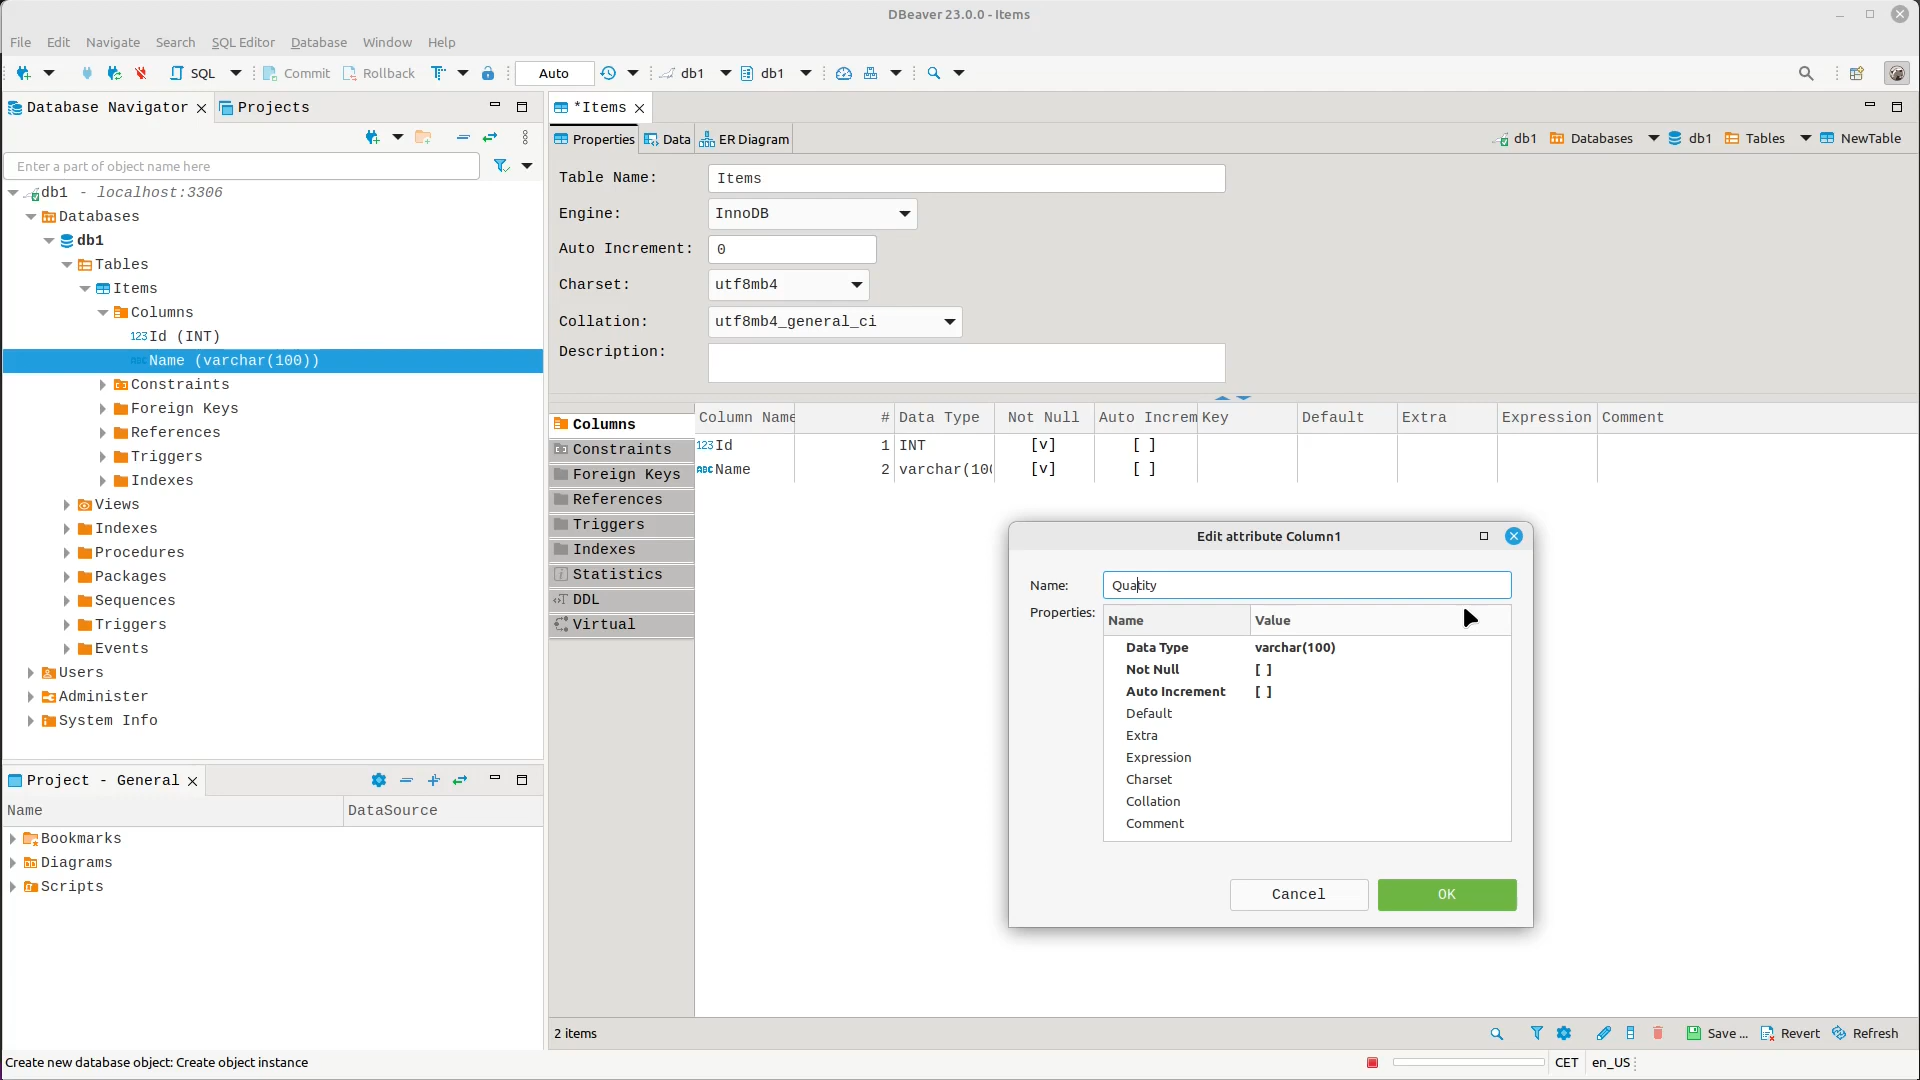 DBeaver 23.0.0 - Items
File Edit Navigate Search SQL Editor Database Window Help
SQL Commit Rollback Auto db1 db1
Database Navigator Projects
Enter a part of object name here
db1 - localhost:3306
Databases
db1
Tables
Items
Columns
123 Id (INT)
ABC Name (varchar(100))
Constraints
Foreign Keys
References
Triggers
Indexes
Views
Indexes
Procedures
Packages
Sequences
Triggers
Events
Users
Administer
System Info
Project - General
Name DataSource
Bookmarks
Diagrams
Scripts
*Items
Properties Data ER Diagram
db1 Databases db1 Tables NewTable
Table Name: Items
Engine: InnoDB
Auto Increment: 0
Charset: utf8mb4
Collation: utf8mb4_general_ci
Description:
Columns
Constraints
Foreign Keys
References
Triggers
Indexes
Statistics
DDL
Virtual
Column Name # Data Type Not Null Auto Increm Key Default Extra Expression Comment
123 Id 1 INT [v] [ ]
ABC Name 2 varchar(10( [v] [ ]
Edit attribute Column1
Name: Quatity
Properties:
Name Value
Data Type varchar(100)
Not Null [ ]
Auto Increment [ ]
Default
Extra
Expression
Charset
Collation
Comment
Cancel OK
2 items
Save ... Revert Refresh
Create new database object: Create object instance
CET en_US